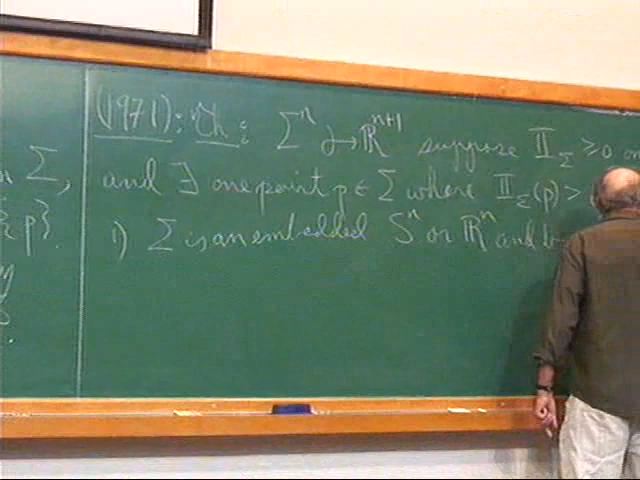 n Σ,
{p}.
(1971): Th: Σⁿ ↬ ℝⁿ⁺¹ suppose II_Σ ≥ 0 on
and ∃ one point p ∈ Σ where II_Σ(p) >
1) Σ is an embedded Sⁿ or ℝⁿ and b